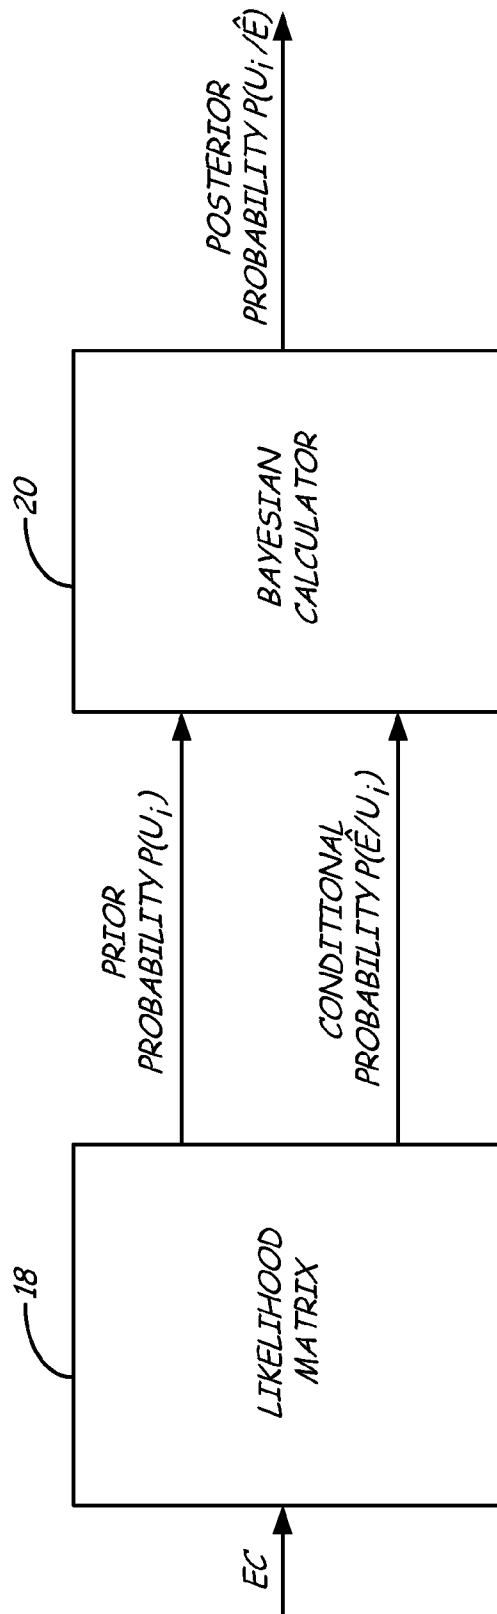 EC
18
LIKELIHOOD
MATRIX
PRIOR
PROBABILITY P(Uᵢ)
CONDITIONAL
PROBABILITY P(Ê/Uᵢ)
20
BAYESIAN
CALCULATOR
POSTERIOR
PROBABILITY P(Uᵢ/Ê)